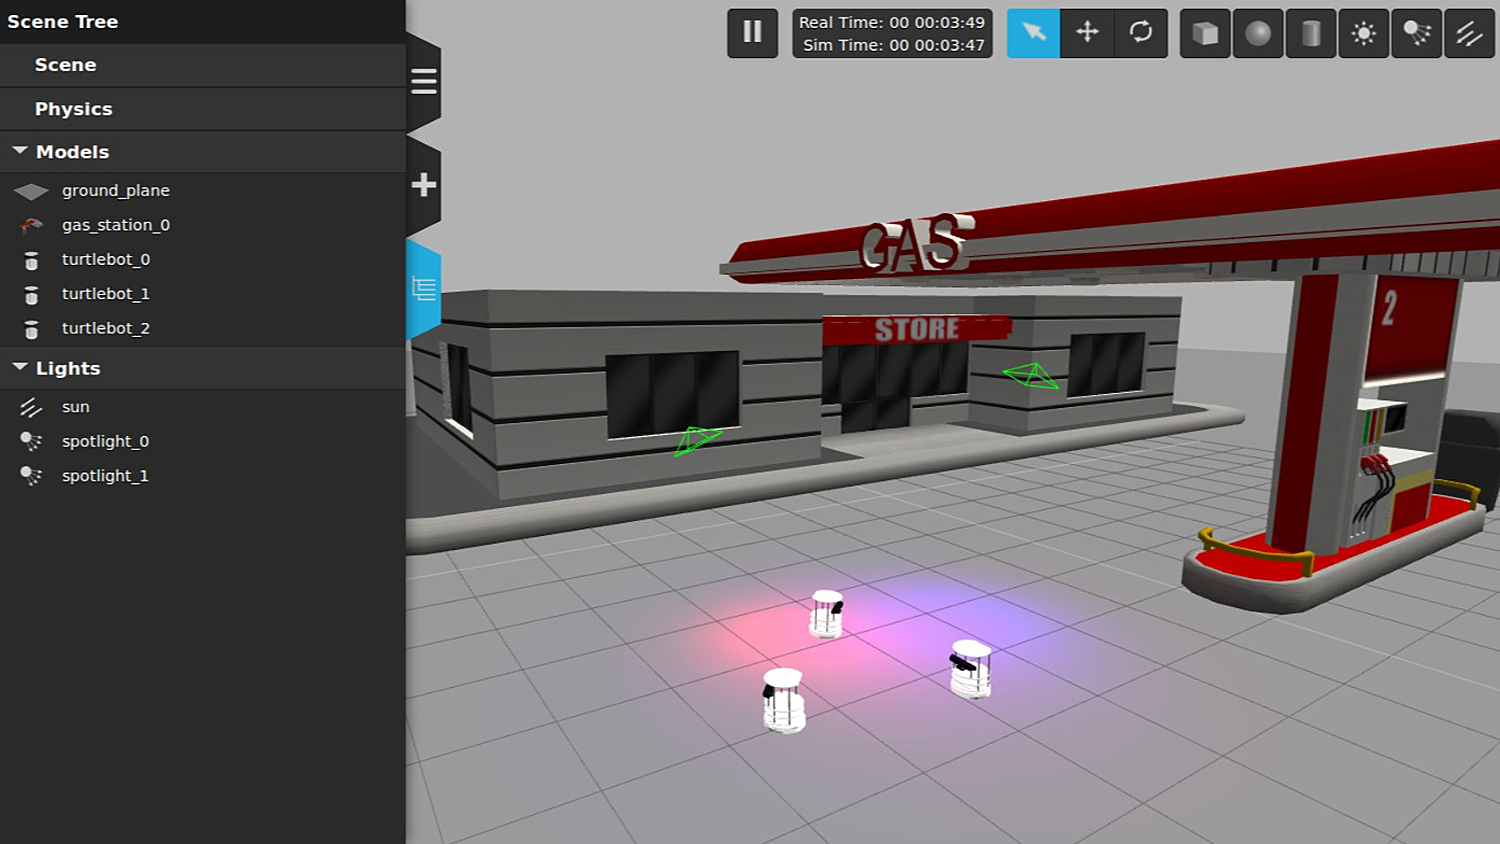 Scene Tree
Scene
Physics
Models
ground_plane
gas_station_0
turtlebot_0
turtlebot_1
turtlebot_2
Lights
sun
spotlight_0
spotlight_1
Real Time: 00 00:03:49
Sim Time: 00 00:03:47
GAS
STORE
2